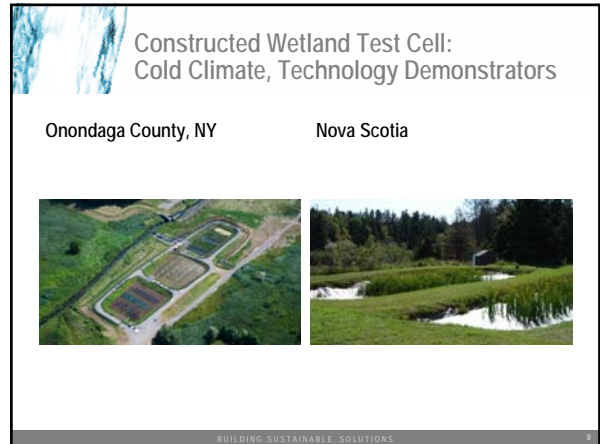 Constructed Wetland Test Cell:
Cold Climate, Technology Demonstrators
Onondaga County, NY
Nova Scotia
BUILDING SUSTAINABLE SOLUTIONS
8